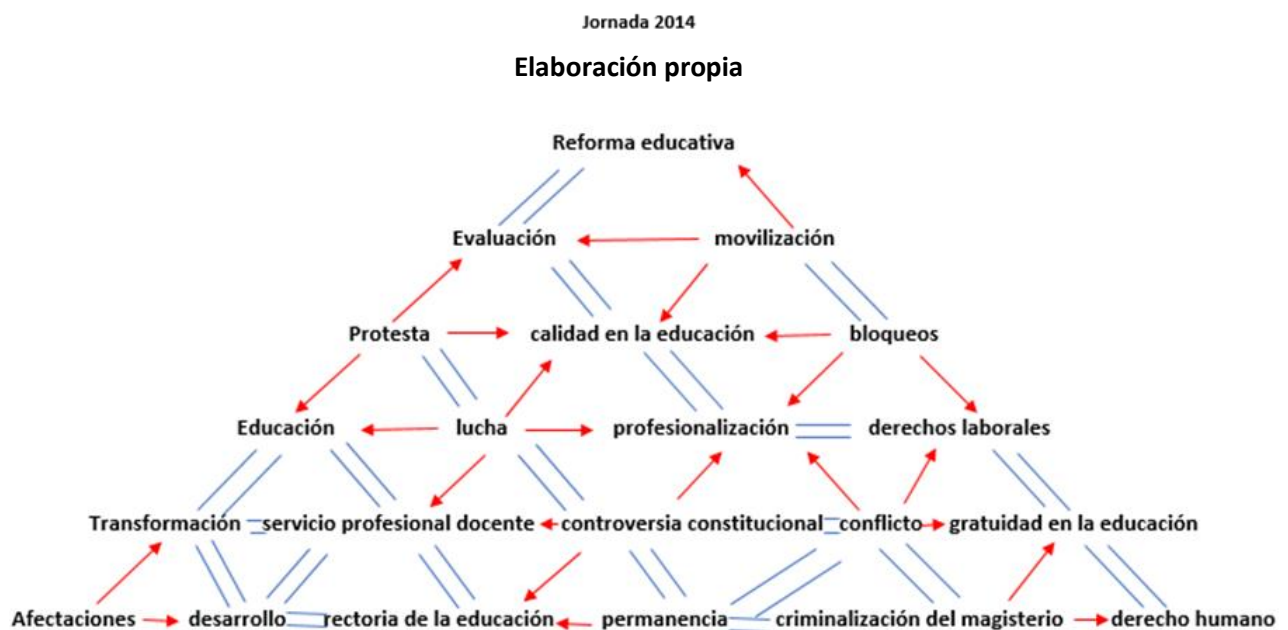 Jornada 2014
Elaboración propia
Reforma educativa
Evaluación movilización
Protesta calidad en la educación bloqueos
Educación lucha profesionalización derechos laborales
Transformación servicio profesional docente controversia constitucional conflicto gratuidad en la educación
Afectaciones desarrollo rectoria de la educación permanencia criminalización del magisterio derecho humano